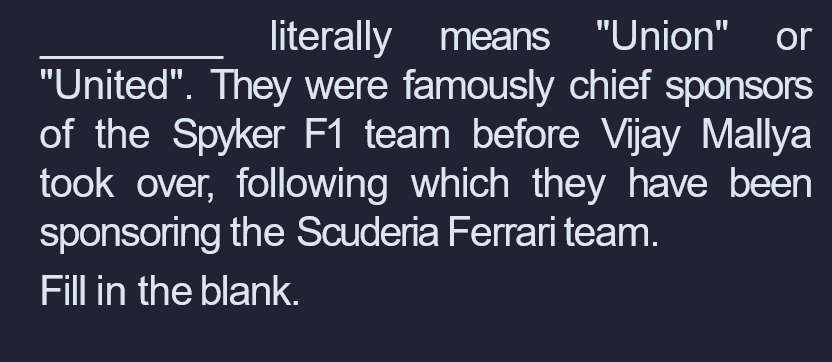 _________ literally means "Union" or
"United". They were famously chief sponsors
of the Spyker F1 team before Vijay Mallya
took over, following which they have been
sponsoring the Scuderia Ferrari team.
Fill in the blank.